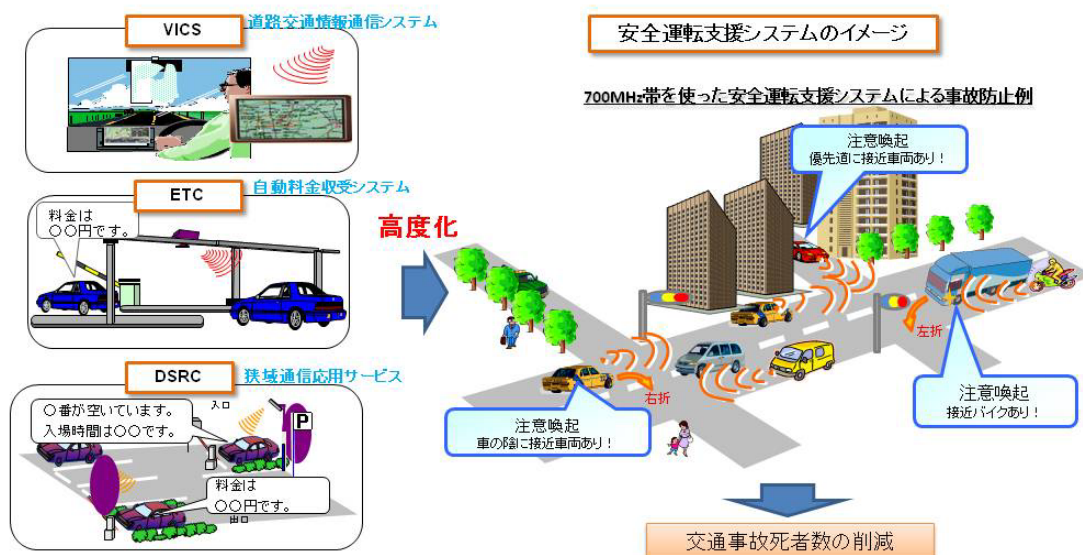 VICS
道路交通情報通信システム
ETC
自動料金収受システム
料金は
○○円です。
DSRC
狭域通信応用サービス
○番が空いています。
入場時間は○○です。
入口
P
料金は
○○円です。
出口
高度化
安全運転支援システムのイメージ
700MHz帯を使った安全運転支援システムによる事故防止例
注意喚起
優先道に接近車両あり！
左折
右折
注意喚起
車の陰に接近車両あり！
注意喚起
接近バイクあり！
交通事故死者数の削減